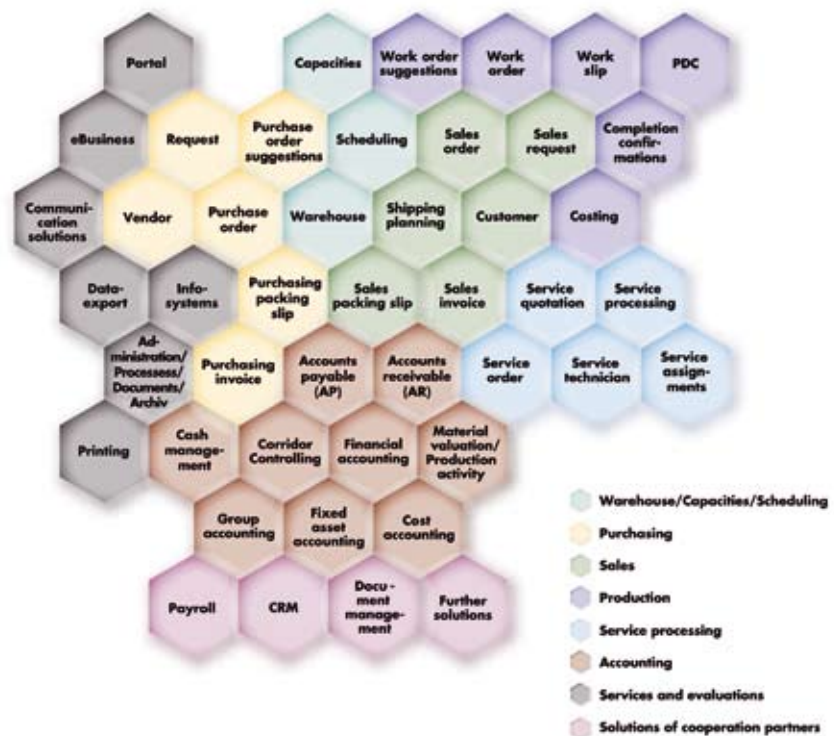 Portal
Capacities
Work order
suggestions
Work
order
Work
slip
PDC
eBusiness
Request
Purchase
order
suggestions
Scheduling
Sales
order
Sales
request
Completion
confir-
mations
Communi-
cation
solutions
Vendor
Purchase
order
Warehouse
Shipping
planning
Customer
Costing
Data-
export
Info-
systems
Purchasing
packing
slip
Sales
packing slip
Sales
invoice
Service
quotation
Service
processing
Ad-
ministration/
Processess/
Documents/
Archiv
Purchasing
invoice
Accounts
payable
(AP)
Accounts
receivable
(AR)
Service
order
Service
technician
Service
assign-
ments
Printing
Cash
manage-
ment
Corridor
Controlling
Financial
accounting
Material
valuation/
Production
activity
Group
accounting
Fixed
asset
accounting
Cost
accounting
Payroll
CRM
Docu-
ment
manage-
ment
Further
solutions
Warehouse/Capacities/Scheduling
Purchasing
Sales
Production
Service processing
Accounting
Services and evaluations
Solutions of cooperation partners